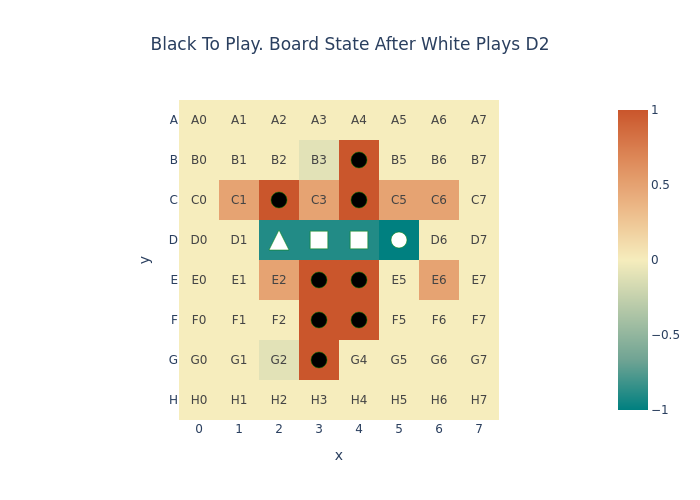 Black To Play. Board State After White Plays D2
A A0 A1 A2 A3 A4 A5 A6 A7
B B0 B1 B2 B3 B5 B6 B7
C C0 C1 C3 C5 C6 C7
D D0 D1 D6 D7
E E0 E1 E2 E5 E6 E7
F F0 F1 F2 F5 F6 F7
G G0 G1 G2 G4 G5 G6 G7
H H0 H1 H2 H3 H4 H5 H6 H7
0 1 2 3 4 5 6 7
x
y
1
0.5
0
−0.5
−1